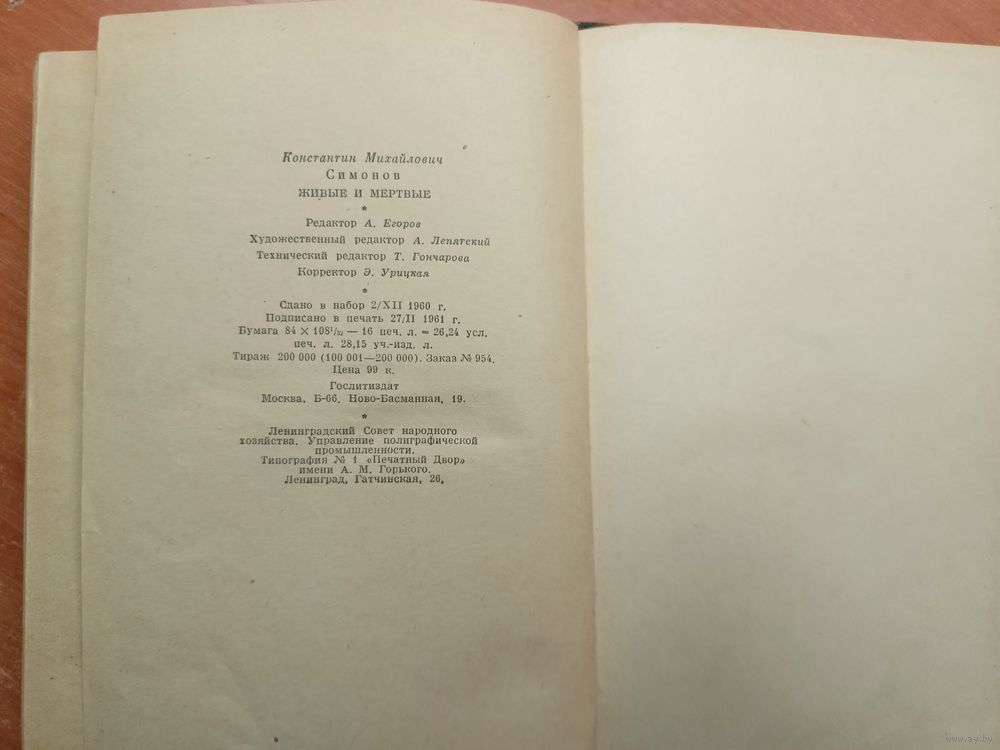 Константин Михайлович
Симонов
ЖИВЫЕ И МЕРТВЫЕ
*
Редактор А. Егоров
Художественный редактор А. Лепятский
Технический редактор Т. Гончарова
Корректор Э. Урицкая
*
Сдано в набор 2/XII 1960 г.
Подписано в печать 27/II 1961 г.
Бумага 84 × 108¹/₃₂ — 16 печ. л. = 26,24 усл.
печ. л. 28,15 уч.-изд. л.
Тираж 200 000 (100 001—200 000). Заказ № 954.
Цена 99 к.
Гослитиздат
Москва, Б-66, Ново-Басманная, 19.
*
Ленинградский Совет народного
хозяйства. Управление полиграфической
промышленности.
Типография № 1 «Печатный Двор»
имени А. М. Горького.
Ленинград, Гатчинская, 26.
www.ay.by